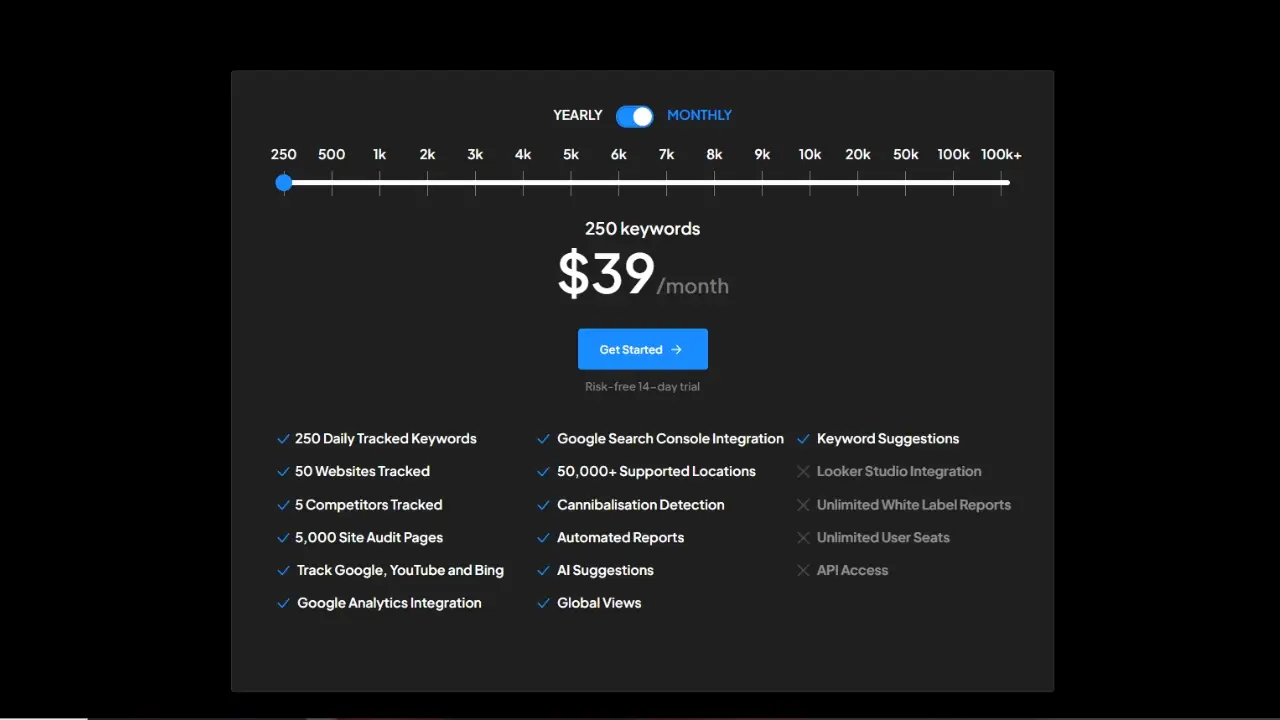 YEARLY MONTHLY
250 500 1k 2k 3k 4k 5k 6k 7k 8k 9k 10k 20k 50k 100k 100k+
250 keywords
$39/month
Get Started →
Risk-free 14-day trial
250 Daily Tracked Keywords
50 Websites Tracked
5 Competitors Tracked
5,000 Site Audit Pages
Track Google, YouTube and Bing
Google Analytics Integration
Google Search Console Integration
50,000+ Supported Locations
Cannibalisation Detection
Automated Reports
AI Suggestions
Global Views
Keyword Suggestions
Looker Studio Integration
Unlimited White Label Reports
Unlimited User Seats
API Access